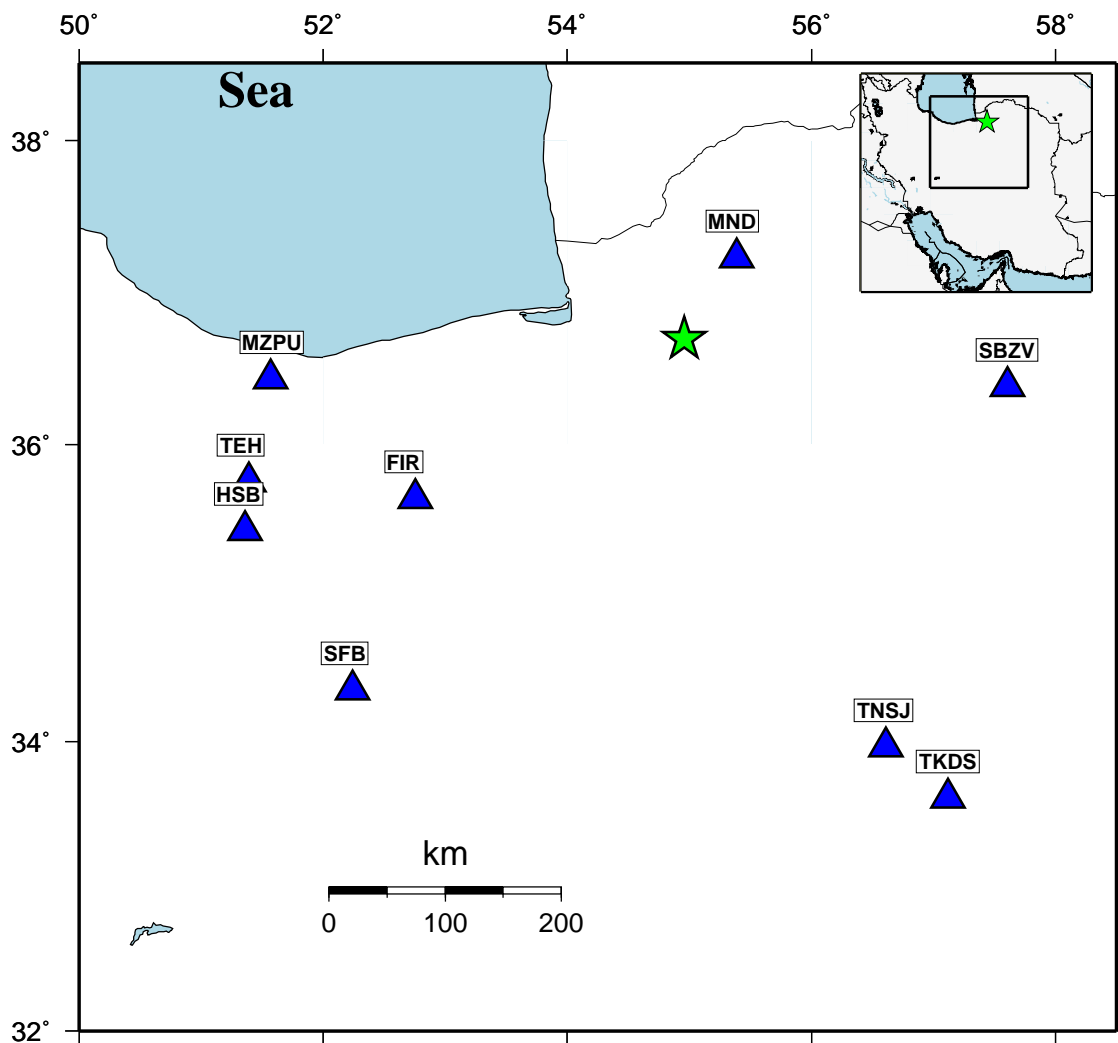 50˚ 52˚ 54˚ 56˚ 58˚
Sea
38˚
MND
MZPU
SBZV
36˚
TEH
FIR
HSB
SFB
TNSJ
34˚
TKDS
km
0 100 200
32˚